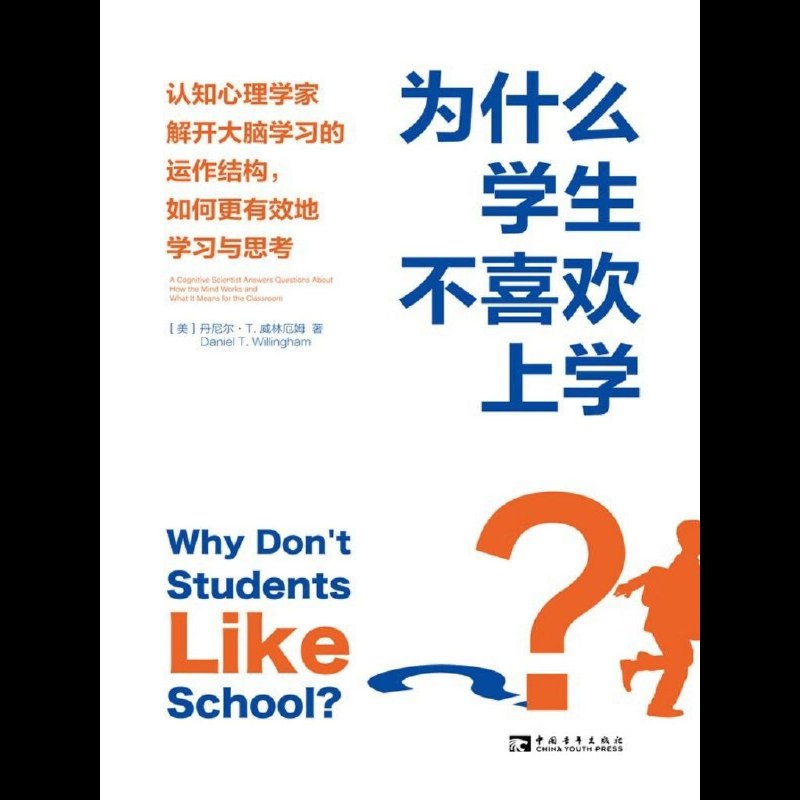 为什么
学生
不喜欢
上学
认知心理学家
解开大脑学习的
运作结构，
如何更有效地
学习与思考
A Cognitive Scientist Answers Questions About
How the Mind Works and
What It Means for the Classroom
［美］丹尼尔·T. 威林厄姆 著
Daniel T. Willingham
Why Don't
Students
Like
School?
?
中国青年出版社
CHINA YOUTH PRESS